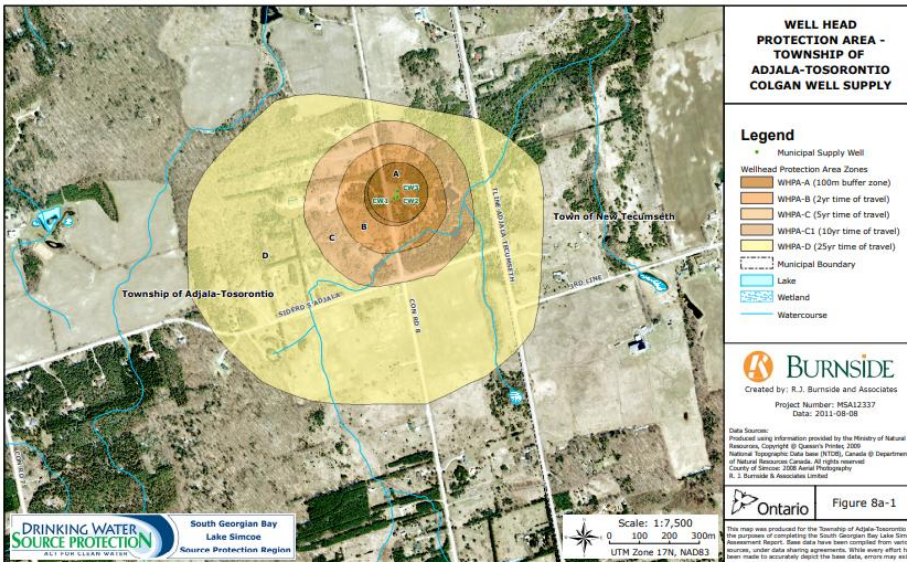 WELL HEAD
PROTECTION AREA -
TOWNSHIP OF
ADJALA-TOSORONTIO
COLGAN WELL SUPPLY
Legend
Municipal Supply Well
Wellhead Protection Area Zones
WHPA-A (100m buffer zone)
WHPA-B (2yr time of travel)
WHPA-C (5yr time of travel)
WHPA-C1 (10yr time of travel)
WHPA-D (25yr time of travel)
Municipal Boundary
Lake
Wetland
Watercourse
BURNSIDE
Created by: R.J. Burnside and Associates
Project Number: MSA12337
Data: 2011-08-08
Data Sources:
Produced using information provided by the Ministry of Natural
Resources, Copyright © Queen's Printer, 2009
National Topographic Data base (NTDB), Canada © Department
of Natural Resources Canada. All rights reserved
County of Simcoe: 2008 Aerial Photography
R. J. Burnside & Associates Limited
Ontario
Figure 8a-1
This map was produced for the Township of Adjala-Tosorontio
the purposes of completing the South Georgian Bay Lake Sim
Assessment Report. Base data have been compiled from vario
sources, under data sharing agreements. While every effort h
been made to accurately depict the base data, errors may exi
A
CW3
CW1
CW2
B
C
D
Township of Adjala-Tosorontio
Town of New Tecumseth
SIDERD 5 ADJALA
CON RD 8
TLINE ADJALA TECUMSETH
3RD LINE
CON RD 7
DRINKING WATER
SOURCE PROTECTION
ACT FOR CLEAN WATER
South Georgian Bay
Lake Simcoe
Source Protection Region
Scale: 1:7,500
0 100 200 300m
UTM Zone 17N, NAD83